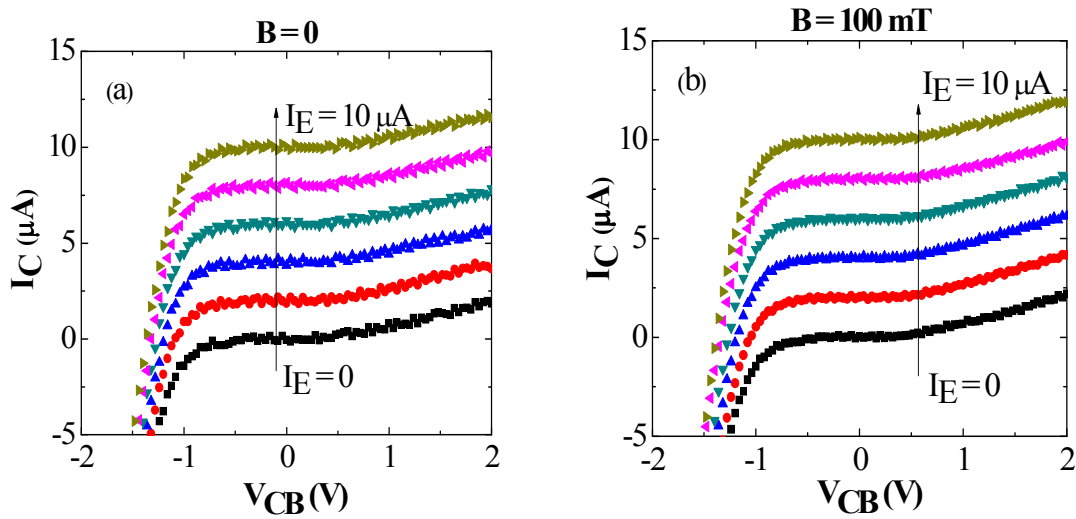 B = 0
(a)
I_E = 10 μA
I_E = 0
I_C (μA)
15
10
5
0
-5
-2
-1
0
1
2
V_CB (V)
B = 100 mT
(b)
I_E = 10 μA
I_E = 0
I_C (μA)
15
10
5
0
-5
-2
-1
0
1
2
V_CB (V)